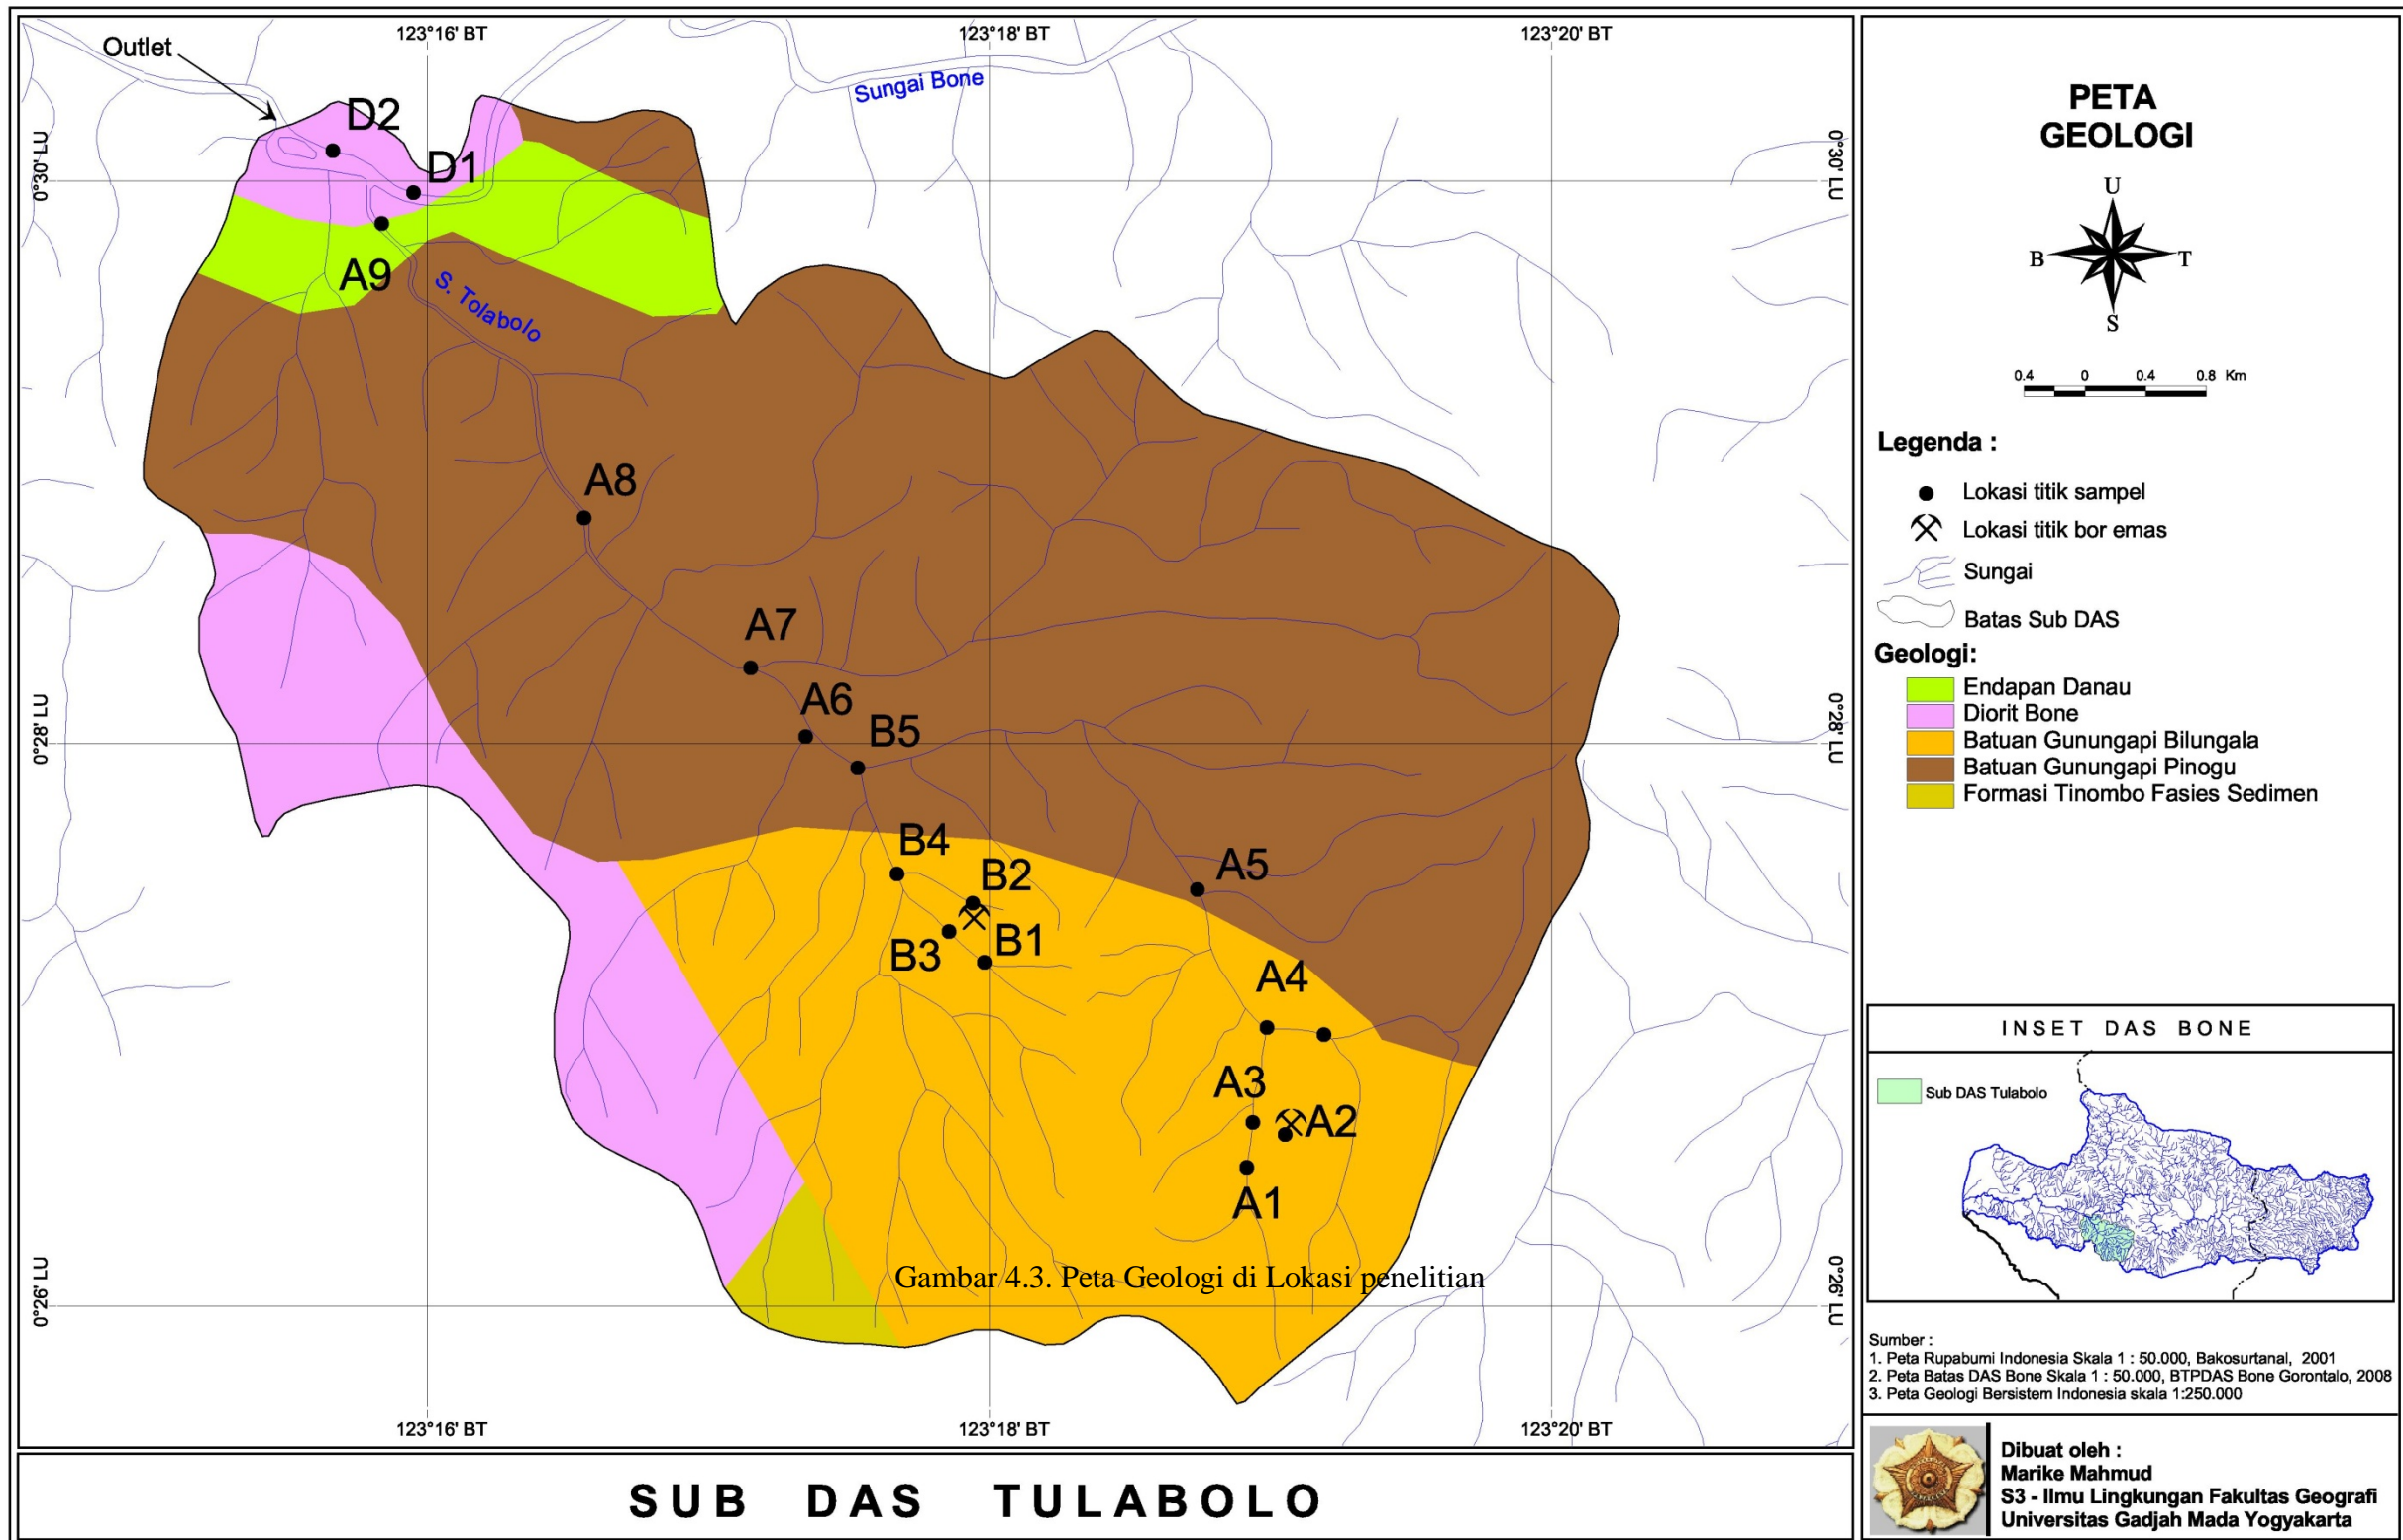 123°16' BT
123°18' BT
123°20' BT
Outlet
Sungai Bone
D2
D1
0°30' LU
0°30' LU
A9
S. Tolabolo
A8
A7
A6
B5
0°28' LU
0°28' LU
B4
B2
A5
B3
B1
A4
A3
A2
A1
Gambar 4.3. Peta Geologi di Lokasi penelitian
0°26' LU
0°26' LU
123°16' BT
123°18' BT
123°20' BT
SUB DAS TULABOLO
PETA
GEOLOGI
U
B
T
S
0.4 0 0.4 0.8 Km
Legenda :
Lokasi titik sampel
Lokasi titik bor emas
Sungai
Batas Sub DAS
Geologi:
Endapan Danau
Diorit Bone
Batuan Gunungapi Bilungala
Batuan Gunungapi Pinogu
Formasi Tinombo Fasies Sedimen
INSET DAS BONE
Sub DAS Tulabolo
Sumber :
1. Peta Rupabumi Indonesia Skala 1 : 50.000, Bakosurtanal, 2001
2. Peta Batas DAS Bone Skala 1 : 50.000, BTPDAS Bone Gorontalo, 2008
3. Peta Geologi Bersistem Indonesia skala 1:250.000
Dibuat oleh :
Marike Mahmud
S3 - Ilmu Lingkungan Fakultas Geografi
Universitas Gadjah Mada Yogyakarta